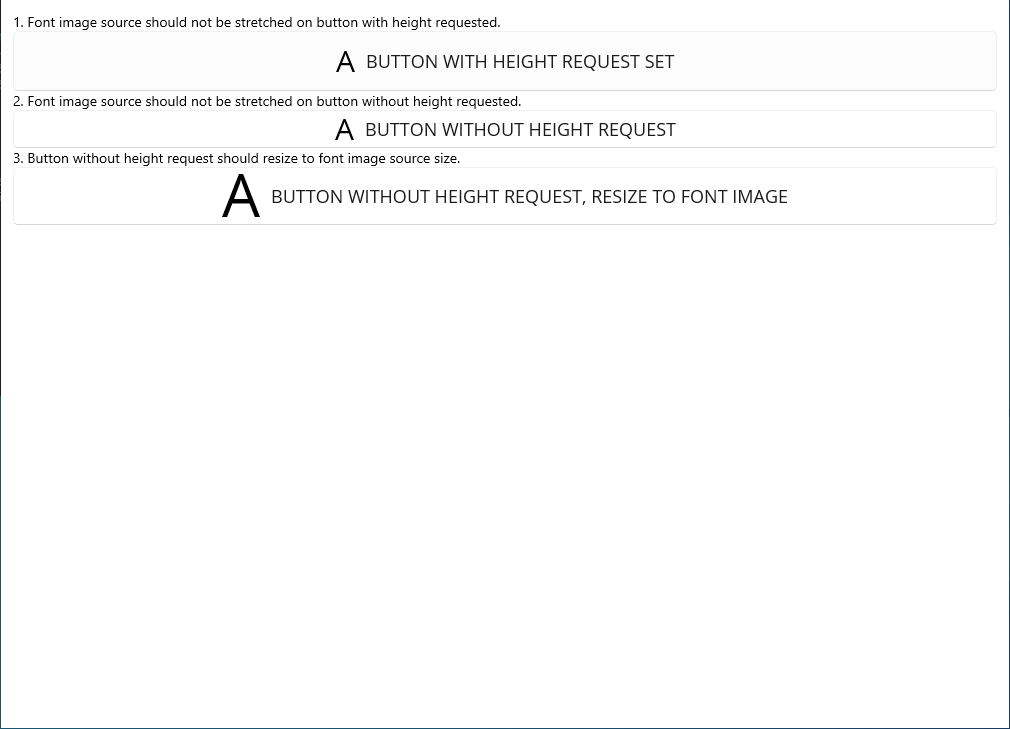 1. Font image source should not be stretched on button with height requested.
A BUTTON WITH HEIGHT REQUEST SET
2. Font image source should not be stretched on button without height requested.
A BUTTON WITHOUT HEIGHT REQUEST
3. Button without height request should resize to font image source size.
A BUTTON WITHOUT HEIGHT REQUEST, RESIZE TO FONT IMAGE